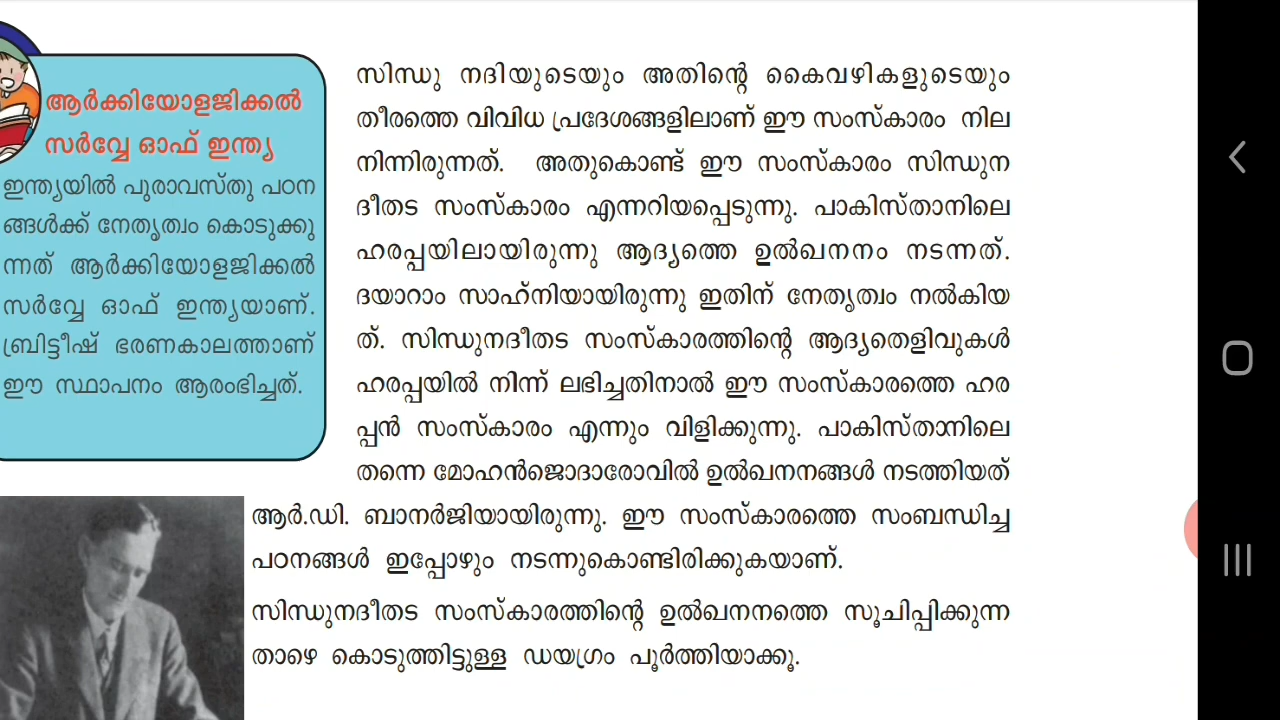 ആർക്കിയോളജിക്കൽ
സർവ്വേ ഓഫ് ഇന്ത്യ
ഇന്ത്യയിൽ പുരാവസ്തു പഠന
ങ്ങൾക്ക് നേതൃത്വം കൊടുക്കു
ന്നത് ആർക്കിയോളജിക്കൽ
സർവ്വേ ഓഫ് ഇന്ത്യയാണ്.
ബ്രിട്ടീഷ് ഭരണകാലത്താണ്
ഈ സ്ഥാപനം ആരംഭിച്ചത്.
സിന്ധു നദിയുടെയും അതിന്റെ കൈവഴികളുടെയും
തീരത്തെ വിവിധ പ്രദേശങ്ങളിലാണ് ഈ സംസ്കാരം നില
നിന്നിരുന്നത്. അതുകൊണ്ട് ഈ സംസ്കാരം സിന്ധുന
ദീതട സംസ്കാരം എന്നറിയപ്പെടുന്നു. പാകിസ്താനിലെ
ഹരപ്പയിലായിരുന്നു ആദ്യത്തെ ഉൽഖനനം നടന്നത്.
ദയാറാം സാഹ്നിയായിരുന്നു ഇതിന് നേതൃത്വം നൽകിയ
ത്. സിന്ധുനദീതട സംസ്കാരത്തിന്റെ ആദ്യതെളിവുകൾ
ഹരപ്പയിൽ നിന്ന് ലഭിച്ചതിനാൽ ഈ സംസ്കാരത്തെ ഹര
പ്പൻ സംസ്കാരം എന്നും വിളിക്കുന്നു. പാകിസ്താനിലെ
തന്നെ മോഹൻജൊദാരോവിൽ ഉൽഖനനങ്ങൾ നടത്തിയത്
ആർ.ഡി. ബാനർജിയായിരുന്നു. ഈ സംസ്കാരത്തെ സംബന്ധിച്ച
പഠനങ്ങൾ ഇപ്പോഴും നടന്നുകൊണ്ടിരിക്കുകയാണ്.
സിന്ധുനദീതട സംസ്കാരത്തിന്റെ ഉൽഖനനത്തെ സൂചിപ്പിക്കുന്ന
താഴെ കൊടുത്തിട്ടുള്ള ഡയഗ്രം പൂർത്തിയാക്കൂ.